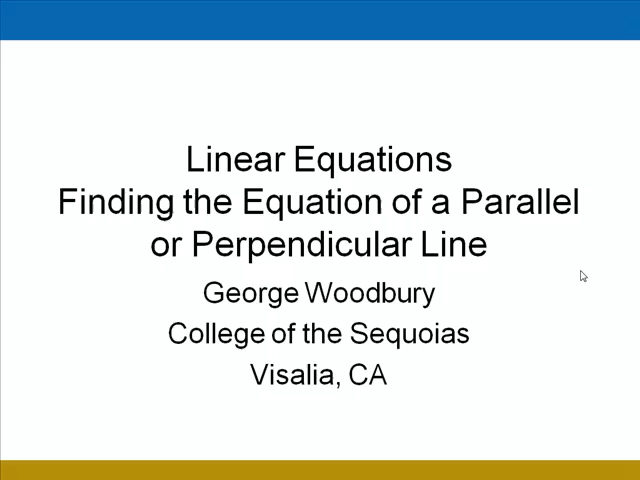 Linear Equations
Finding the Equation of a Parallel
or Perpendicular Line
George Woodbury
College of the Sequoias
Visalia, CA